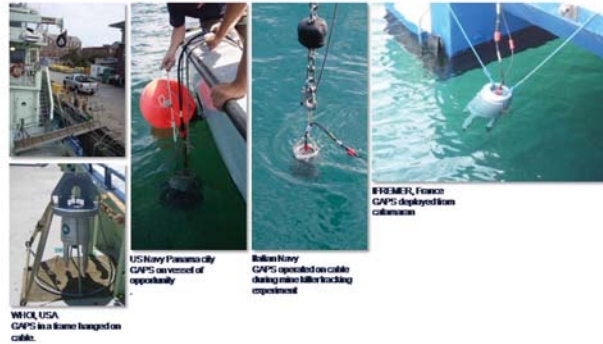 IFREMER, France
GAPS deployed from
catamaran
US Navy Panama city
GAPS on vessel of
opportunity
.
Italian Navy
GAPS operated on cable
during mine killer tracking
experiment
WHOI, USA
GAPS in a frame hanged on
cable.